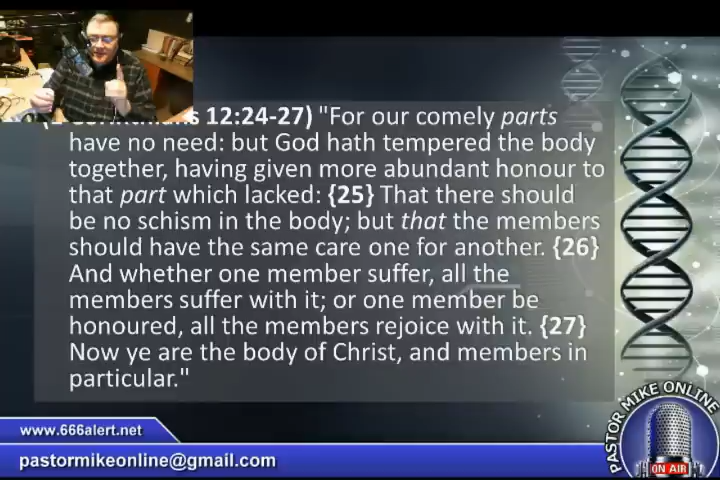 12:24-27) "For our comely parts
have no need: but God hath tempered the body
together, having given more abundant honour to
that part which lacked: {25} That there should
be no schism in the body; but that the members
should have the same care one for another. {26}
And whether one member suffer, all the
members suffer with it; or one member be
honoured, all the members rejoice with it. {27}
Now ye are the body of Christ, and members in
particular."
www.666alert.net
pastormikeonline@gmail.com
PASTOR MIKE ONLINE
ON AIR